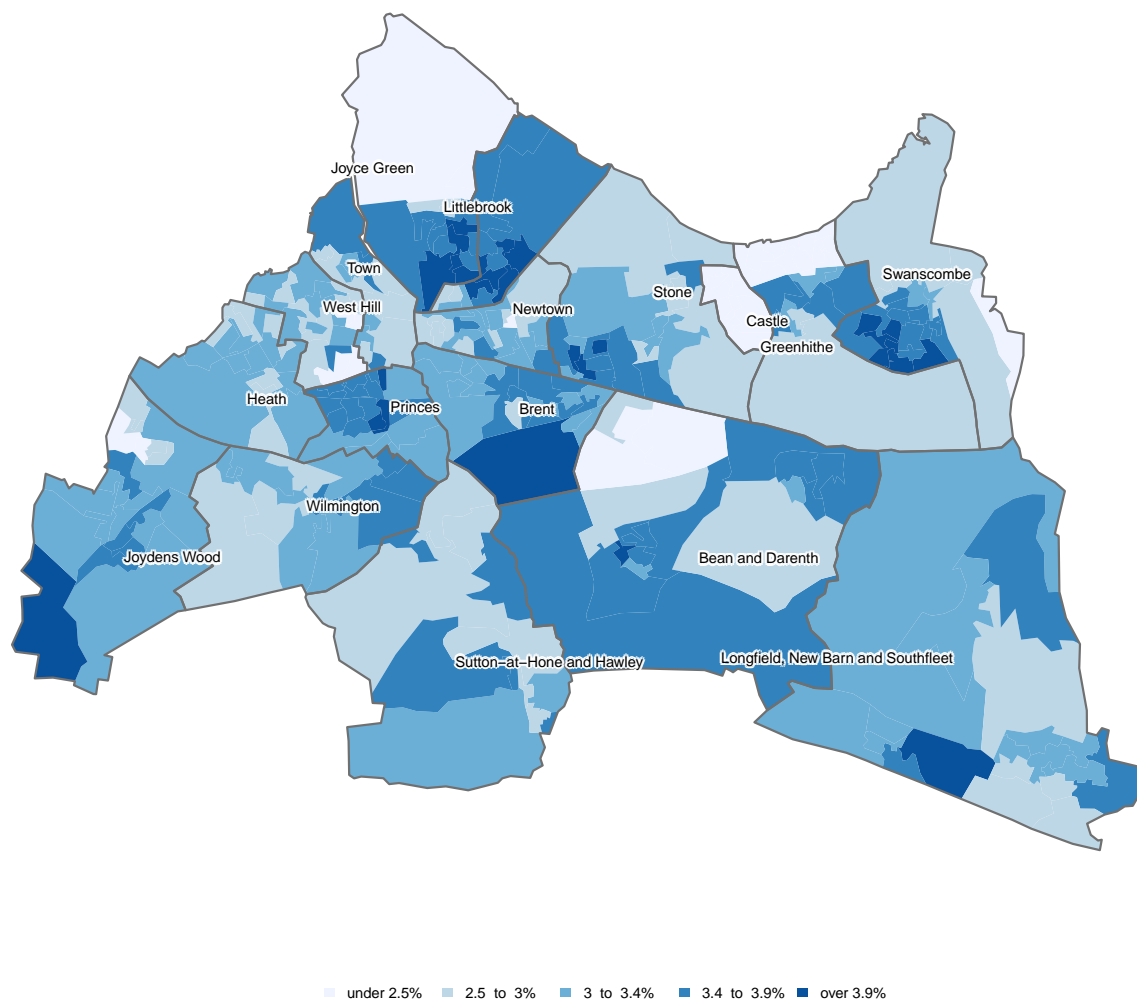 Joyce Green
Littlebrook
Town
Swanscombe
Stone
West Hill
Newtown
Castle
Greenhithe
Heath
Princes
Brent
Wilmington
Joydens Wood
Bean and Darenth
Sutton−at−Hone and Hawley
Longfield, New Barn and Southfleet
under 2.5% 2.5 to 3% 3 to 3.4% 3.4 to 3.9% over 3.9%